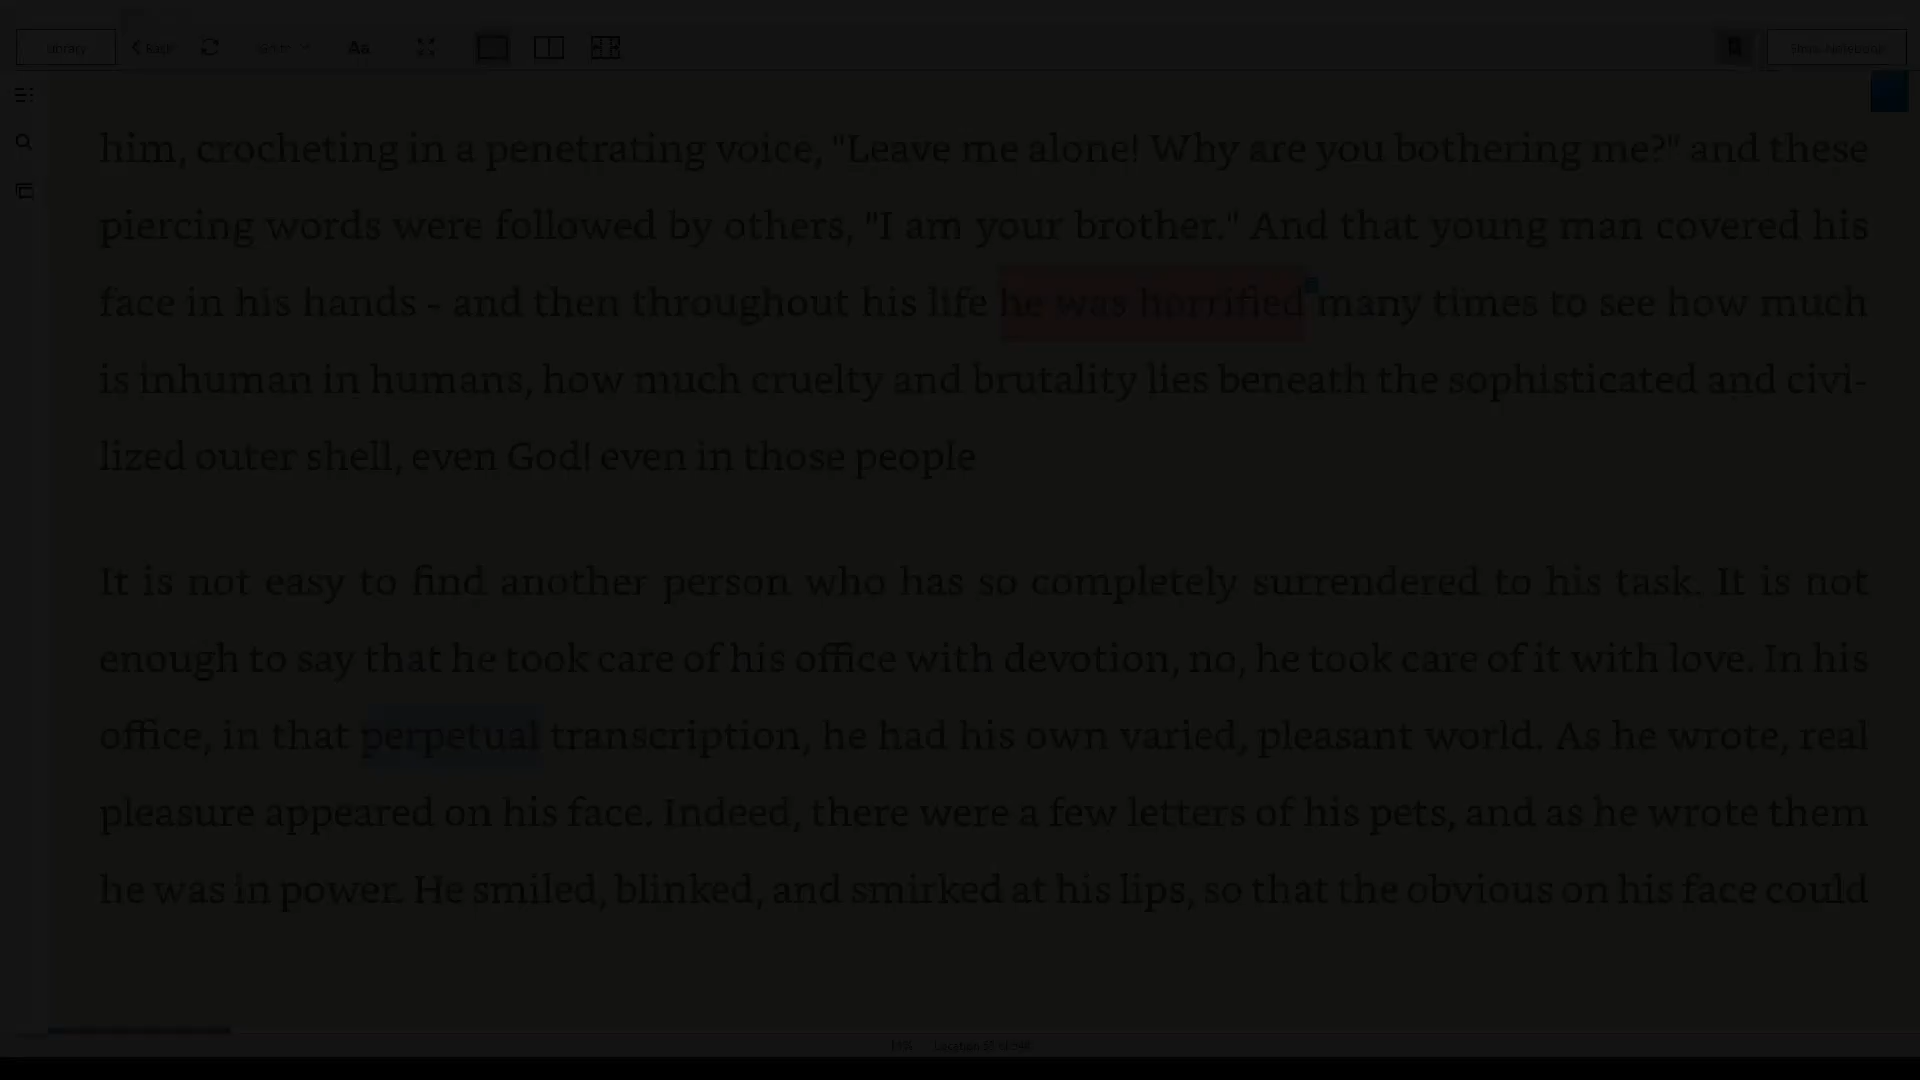 Library Back Go to Aa Show Notebook
him, crocheting in a penetrating voice, "Leave me alone! Why are you bothering me?" and these
piercing words were followed by others, "I am your brother." And that young man covered his
face in his hands - and then throughout his life he was horrified many times to see how much
is inhuman in humans, how much cruelty and brutality lies beneath the sophisticated and civi-
lized outer shell, even God! even in those people
It is not easy to find another person who has so completely surrendered to his task. It is not
enough to say that he took care of his office with devotion, no, he took care of it with love. In his
office, in that perpetual transcription, he had his own varied, pleasant world. As he wrote, real
pleasure appeared on his face. Indeed, there were a few letters of his pets, and as he wrote them
he was in power. He smiled, blinked, and smirked at his lips, so that the obvious on his face could
Location